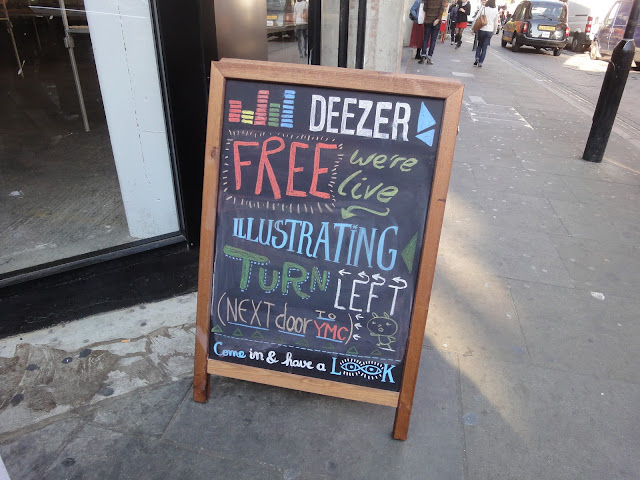 DEEZER
FREE we're live
ILLUSTRATING
TURN LEFT
(NEXT door TO YMC)
Come in & have a LOOK